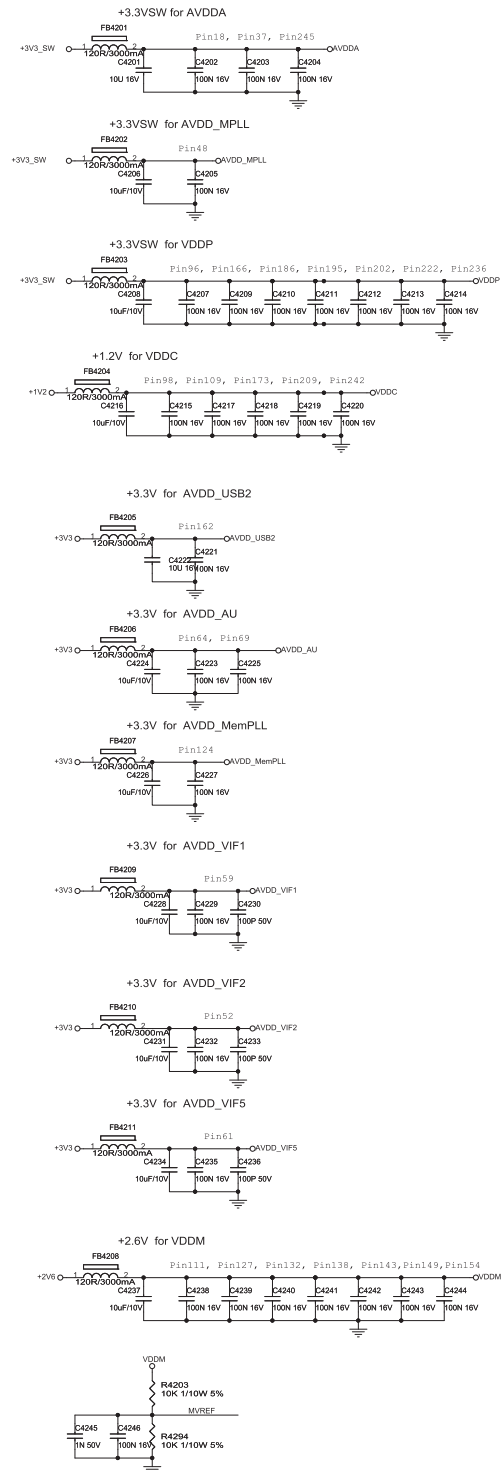 +3.3VSW for AVDDA
FB4201
Pin18, Pin37, Pin245
+3V3_SW 1 2 AVDDA
120R/3000mA
C4201 C4202 C4203 C4204
10U 16V 100N 16V 100N 16V 100N 16V
+3.3VSW for AVDD_MPLL
FB4202
Pin48
+3V3_SW 1 2 AVDD_MPLL
120R/3000mA
C4206 C4205
10uF/10V 100N 16V
+3.3VSW for VDDP
FB4203
Pin96, Pin166, Pin186, Pin195, Pin202, Pin222, Pin236
+3V3_SW 1 2 VDDP
120R/3000mA
C4208 C4207 C4209 C4210 C4211 C4212 C4213 C4214
10uF/10V 100N 16V 100N 16V 100N 16V 100N 16V 100N 16V 100N 16V 100N 16V
+1.2V for VDDC
FB4204
Pin98, Pin109, Pin173, Pin209, Pin242
+1V2 1 2 VDDC
120R/3000mA
C4216 C4215 C4217 C4218 C4219 C4220
10uF/10V 100N 16V 100N 16V 100N 16V 100N 16V 100N 16V
+3.3V for AVDD_USB2
FB4205
Pin162
+3V3 1 2 AVDD_USB2
120R/3000mA
C4222 C4221
10U 16V 100N 16V
+3.3V for AVDD_AU
FB4206
Pin64, Pin69
+3V3 1 2 AVDD_AU
120R/3000mA
C4224 C4223 C4225
10uF/10V 100N 16V 100N 16V
+3.3V for AVDD_MemPLL
FB4207
Pin124
+3V3 1 2 AVDD_MemPLL
120R/3000mA
C4226 C4227
10uF/10V 100N 16V
+3.3V for AVDD_VIF1
FB4209
Pin59
+3V3 1 2 AVDD_VIF1
120R/3000mA
C4228 C4229 C4230
10uF/10V 100N 16V 100P 50V
+3.3V for AVDD_VIF2
FB4210
Pin52
+3V3 1 2 AVDD_VIF2
120R/3000mA
C4231 C4232 C4233
10uF/10V 100N 16V 100P 50V
+3.3V for AVDD_VIF5
FB4211
Pin61
+3V3 1 2 AVDD_VIF5
120R/3000mA
C4234 C4235 C4236
10uF/10V 100N 16V 100P 50V
+2.6V for VDDM
FB4208
Pin111, Pin127, Pin132, Pin138, Pin143,Pin149,Pin154
+2V6 1 2 VDDM
120R/3000mA
C4237 C4238 C4239 C4240 C4241 C4242 C4243 C4244
10uF/10V 100N 16V 100N 16V 100N 16V 100N 16V 100N 16V 100N 16V 100N 16V
VDDM
R4203
10K 1/10W 5%
MVREF
C4245 C4246 R4294
1N 50V 100N 16V 10K 1/10W 5%